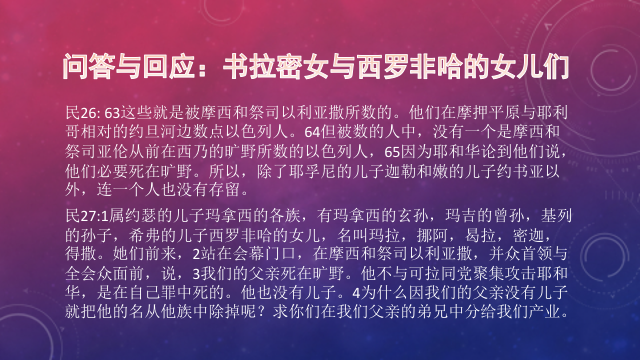 问答与回应：书拉密女与西罗非哈的女儿们
民26: 63这些就是被摩西和祭司以利亚撒所数的。他们在摩押平原与耶利
哥相对的约旦河边数点以色列人。64但被数的人中，没有一个是摩西和
祭司亚伦从前在西乃的旷野所数的以色列人，65因为耶和华论到他们说，
他们必要死在旷野。所以，除了耶孚尼的儿子迦勒和嫩的儿子约书亚以
外，连一个人也没有存留。
民27:1属约瑟的儿子玛拿西的各族，有玛拿西的玄孙，玛吉的曾孙，基列
的孙子，希弗的儿子西罗非哈的女儿，名叫玛拉，挪阿，曷拉，密迦，
得撒。她们前来，2站在会幕门口，在摩西和祭司以利亚撒，并众首领与
全会众面前，说，3我们的父亲死在旷野。他不与可拉同党聚集攻击耶和
华，是在自己罪中死的。他也没有儿子。4为什么因我们的父亲没有儿子
就把他的名从他族中除掉呢？求你们在我们父亲的弟兄中分给我们产业。